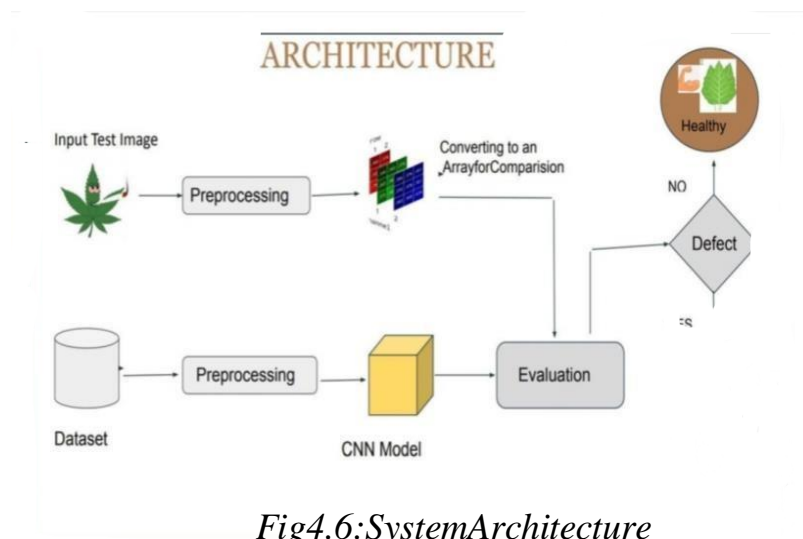 ARCHITECTURE
Input Test Image
Preprocessing
Converting to an
ArrayforComparision
Healthy
NO
Defect
Dataset
Preprocessing
CNN Model
Evaluation
Fig4.6:SystemArchitecture